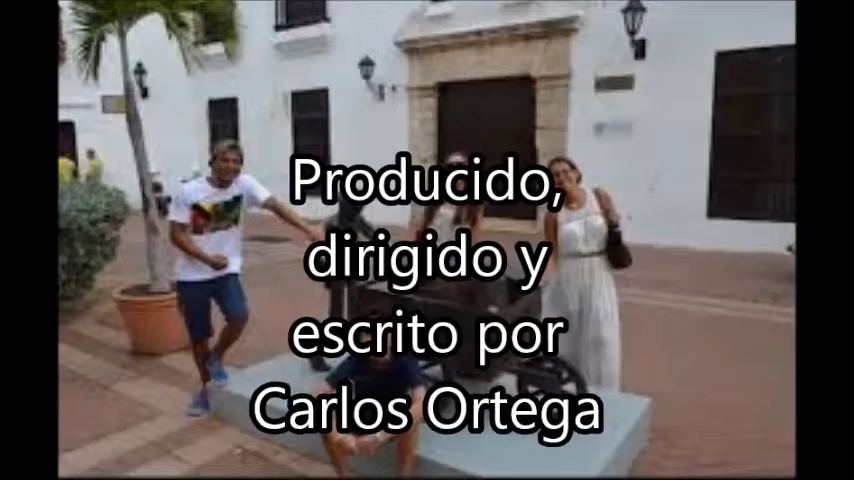 Producido,
dirigido y
escrito por
Carlos Ortega